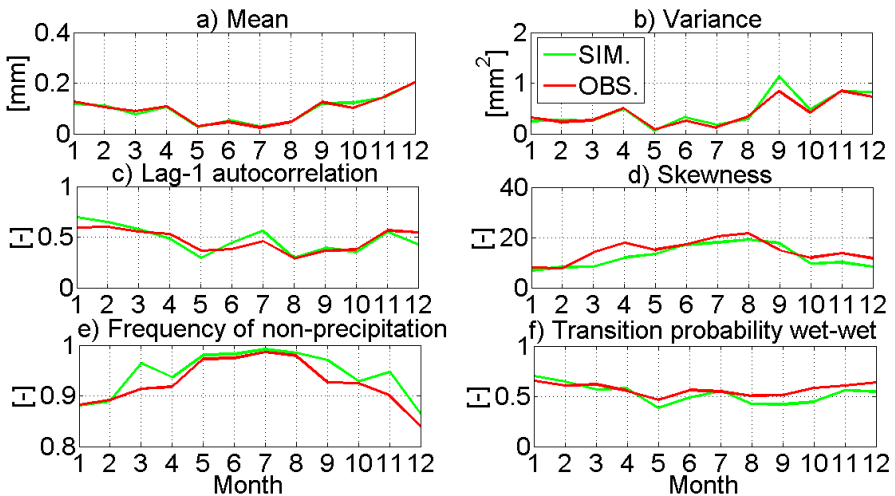 a) Mean
b) Variance
[mm]
0.4
0.2
0
1 2 3 4 5 6 7 8 9 10 11 12
[mm²]
2
1
0
SIM.
OBS.
1 2 3 4 5 6 7 8 9 10 11 12
c) Lag-1 autocorrelation
d) Skewness
[-]
1
0.5
0
1 2 3 4 5 6 7 8 9 10 11 12
[-]
40
20
0
1 2 3 4 5 6 7 8 9 10 11 12
e) Frequency of non-precipitation
f) Transition probability wet-wet
[-]
1
0.9
0.8
1 2 3 4 5 6 7 8 9 10 11 12
Month
[-]
1
0.5
0
1 2 3 4 5 6 7 8 9 10 11 12
Month